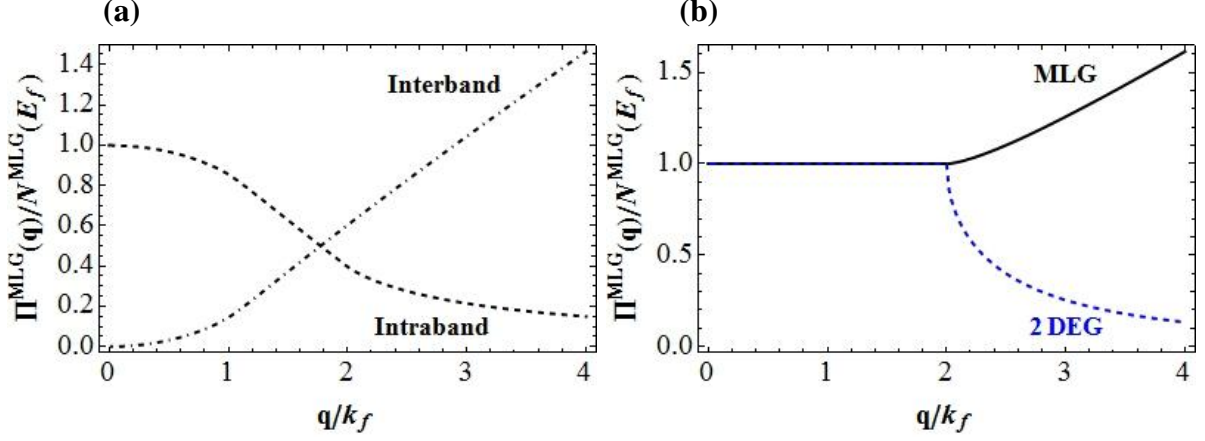 (a)
(b)
Π^MLG(q)/N^MLG(E_f)
1.4
1.2
1.0
0.8
0.6
0.4
0.2
0.0
Interband
Intraband
0 1 2 3 4
q/k_f
Π^MLG(q)/N^MLG(E_f)
1.5
1.0
0.5
0.0
MLG
2 DEG
0 1 2 3 4
q/k_f